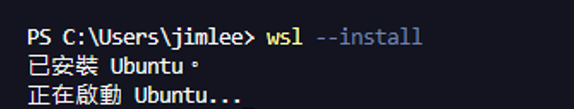 PS C:\Users\jimlee> wsl --install
已安裝 Ubuntu。
正在啟動 Ubuntu...